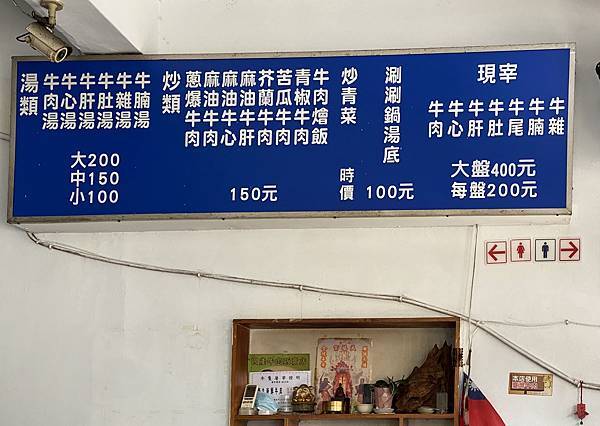 湯類
牛肉湯
牛心湯
牛肝湯
牛肚湯
牛雜湯
牛腩湯
大200
中150
小100
炒類
蔥爆牛肉
麻油牛肉
麻油牛心
麻油牛肝
芥蘭牛肉
苦瓜牛肉
青椒牛肉
牛肉燴飯
150元
炒青菜
時價
涮涮鍋湯底
100元
現宰
牛肉
牛心
牛肝
牛肚
牛尾
牛腩
牛雜
大盤400元
每盤200元
本店使用